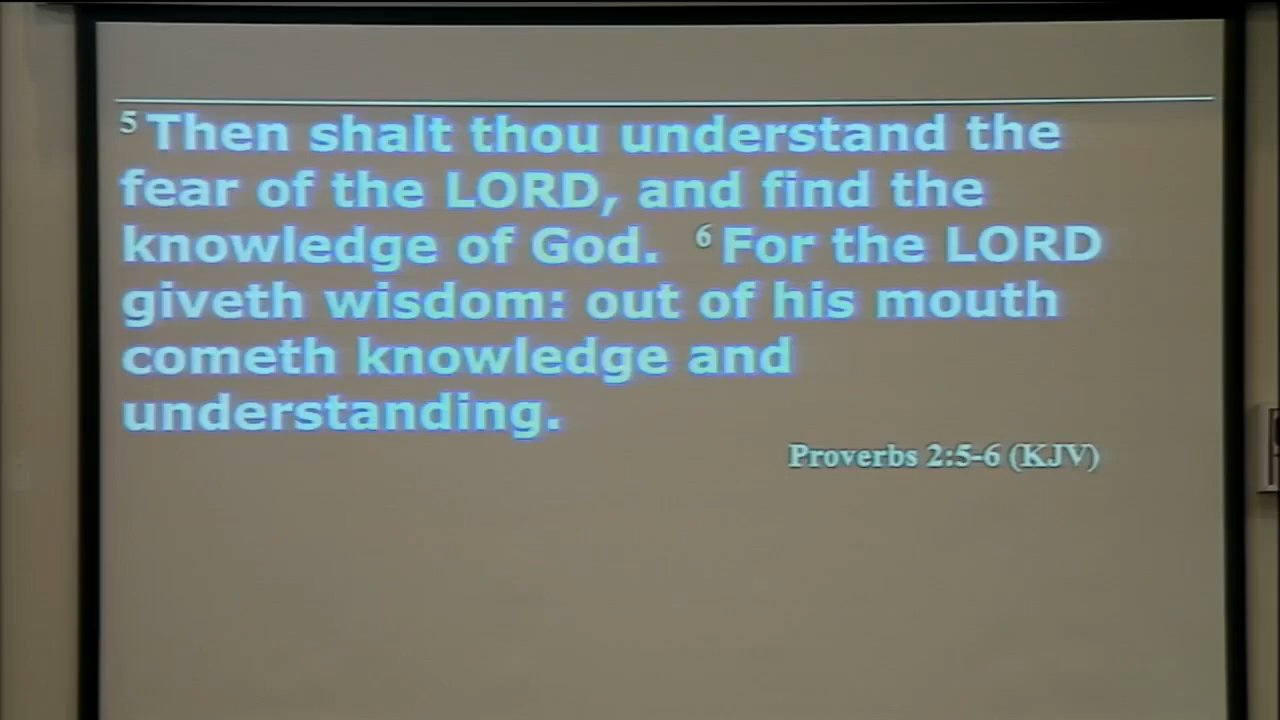 5 Then shalt thou understand the
fear of the LORD, and find the
knowledge of God. 6 For the LORD
giveth wisdom: out of his mouth
cometh knowledge and
understanding.
Proverbs 2:5-6 (KJV)